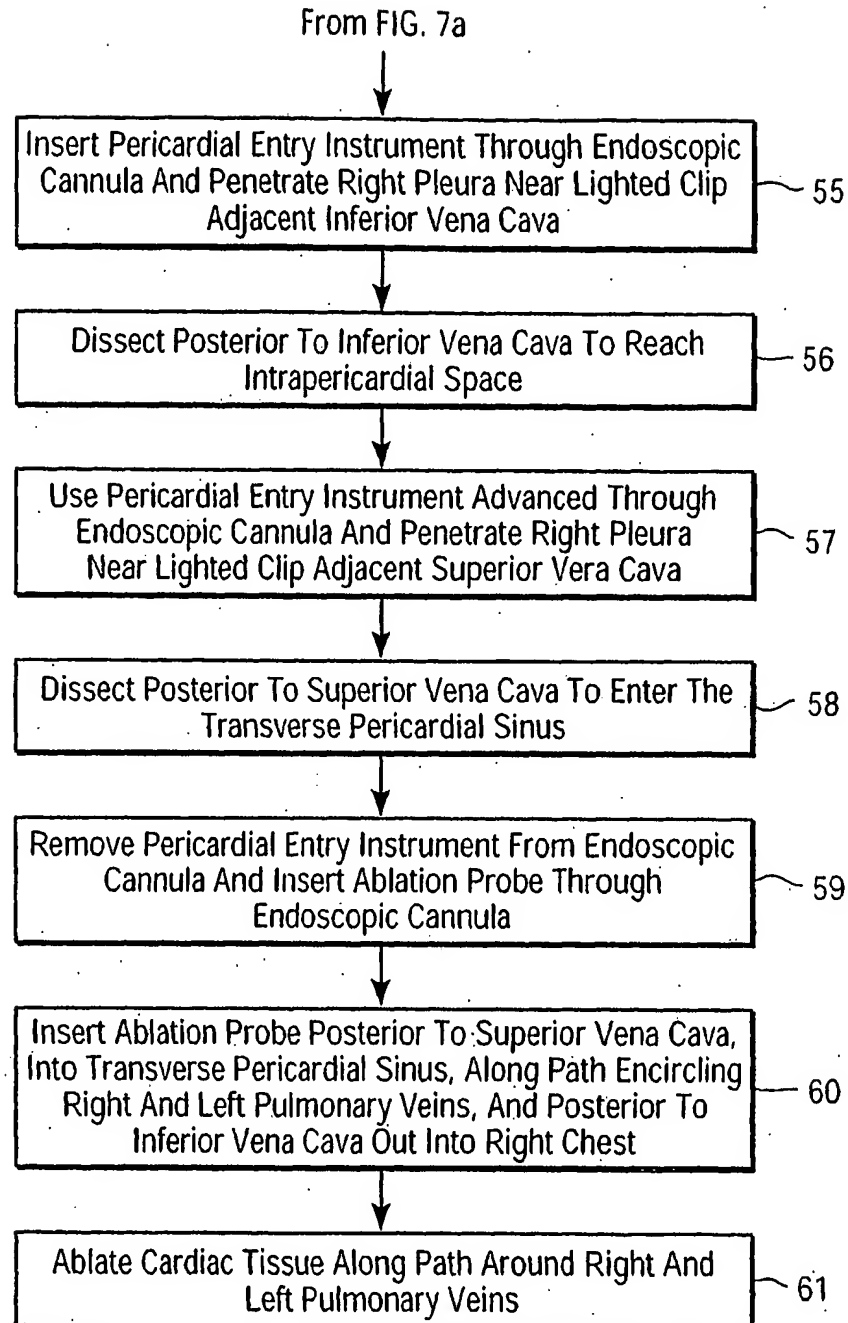 From FIG. 7a
Insert Pericardial Entry Instrument Through Endoscopic
Cannula And Penetrate Right Pleura Near Lighted Clip
Adjacent Inferior Vena Cava
55
Dissect Posterior To Inferior Vena Cava To Reach
Intrapericardial Space
56
Use Pericardial Entry Instrument Advanced Through
Endoscopic Cannula And Penetrate Right Pleura
Near Lighted Clip Adjacent Superior Vera Cava
57
Dissect Posterior To Superior Vena Cava To Enter The
Transverse Pericardial Sinus
58
Remove Pericardial Entry Instrument From Endoscopic
Cannula And Insert Ablation Probe Through
Endoscopic Cannula
59
Insert Ablation Probe Posterior To Superior Vena Cava,
Into Transverse Pericardial Sinus, Along Path Encircling
Right And Left Pulmonary Veins, And Posterior To
Inferior Vena Cava Out Into Right Chest
60
Ablate Cardiac Tissue Along Path Around Right And
Left Pulmonary Veins
61